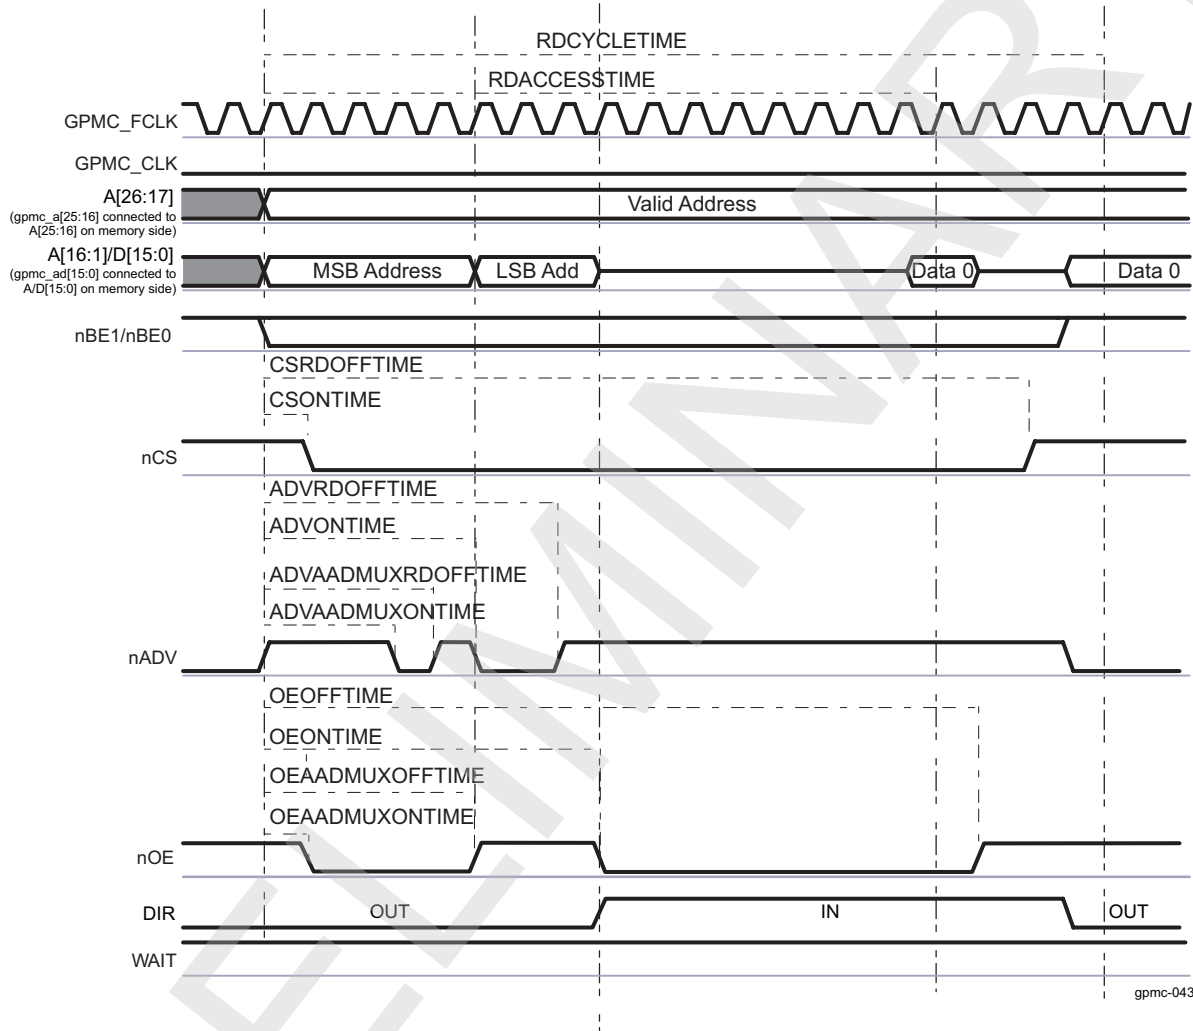 RDCYCLETIME
RDACCESSTIME
GPMC_FCLK
GPMC_CLK
A[26:17]
(gpmc_a[25:16] connected to
A[25:16] on memory side)
Valid Address
A[16:1]/D[15:0]
(gpmc_ad[15:0] connected to
A/D[15:0] on memory side)
MSB Address
LSB Add
Data 0
Data 0
nBE1/nBE0
CSRDOFFTIME
CSONTIME
nCS
ADVRDOFFTIME
ADVONTIME
ADVAADMUXRDOFFTIME
ADVAADMUXONTIME
nADV
OEOFFTIME
OEONTIME
OEAADMUXOFFTIME
OEAADMUXONTIME
nOE
DIR
OUT
IN
OUT
WAIT
gpmc-043
ELIMINAR